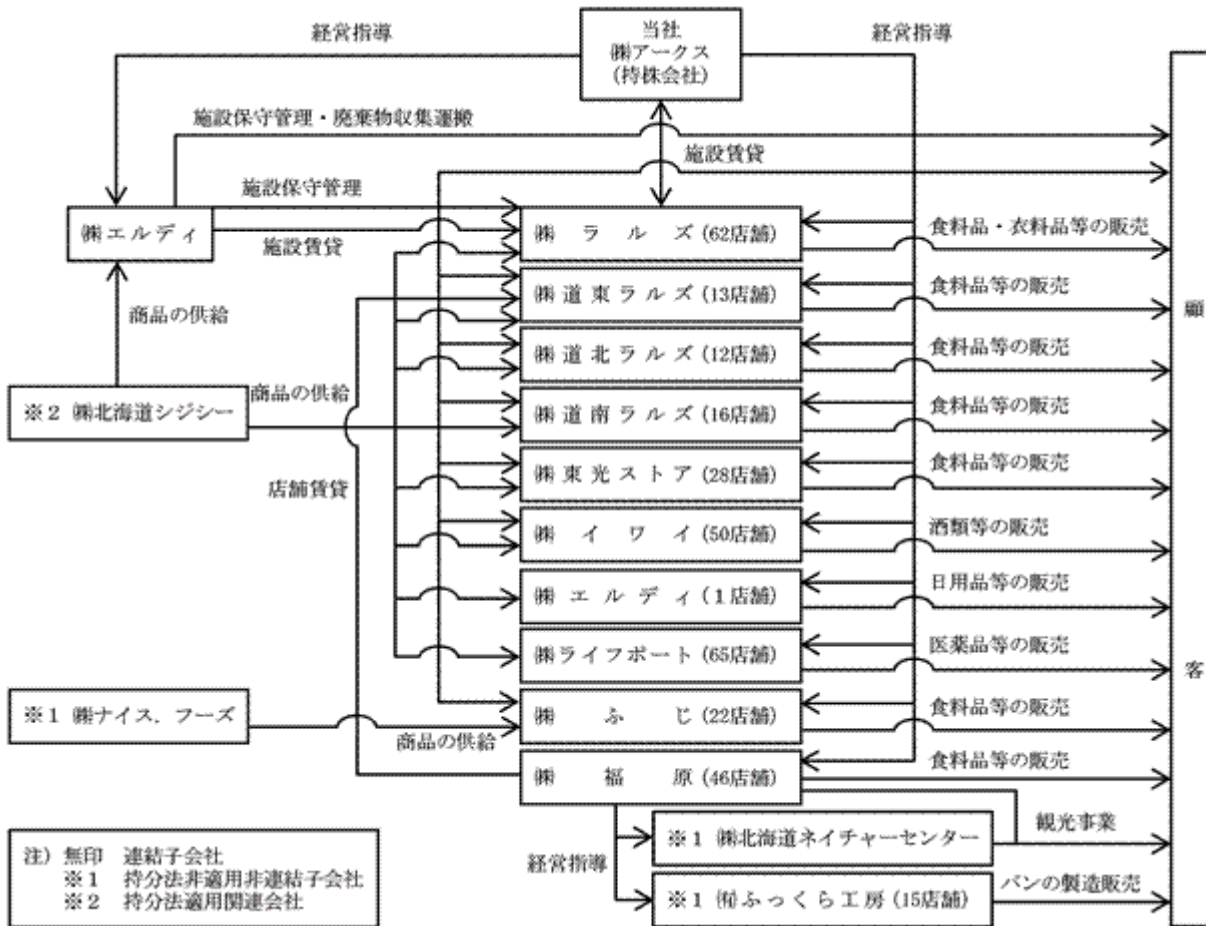 経営指導
当社
㈱アークス
(持株会社)
経営指導
施設保守管理・廃棄物収集運搬
施設賃貸
施設保守管理
㈱エルディ
施設賃貸
㈱ラルズ(62店舗)
食料品・衣料品等の販売
㈱道東ラルズ(13店舗)
食料品等の販売
商品の供給
顧
㈱道北ラルズ(12店舗)
食料品等の販売
※2 ㈱北海道シジシー
商品の供給
㈱道南ラルズ(16店舗)
食料品等の販売
㈱東光ストア(28店舗)
食料品等の販売
店舗賃貸
㈱イワイ(50店舗)
酒類等の販売
㈱エルディ(1店舗)
日用品等の販売
㈱ライフポート(65店舗)
医薬品等の販売
客
※1 ㈱ナイス.フーズ
㈱ふじ(22店舗)
食料品等の販売
商品の供給
㈱福原(46店舗)
食料品等の販売
※1 ㈱北海道ネイチャーセンター
観光事業
経営指導
※1 ㈲ふっくら工房(15店舗)
パンの製造販売
注)無印 連結子会社
※1 持分法非適用非連結子会社
※2 持分法適用関連会社